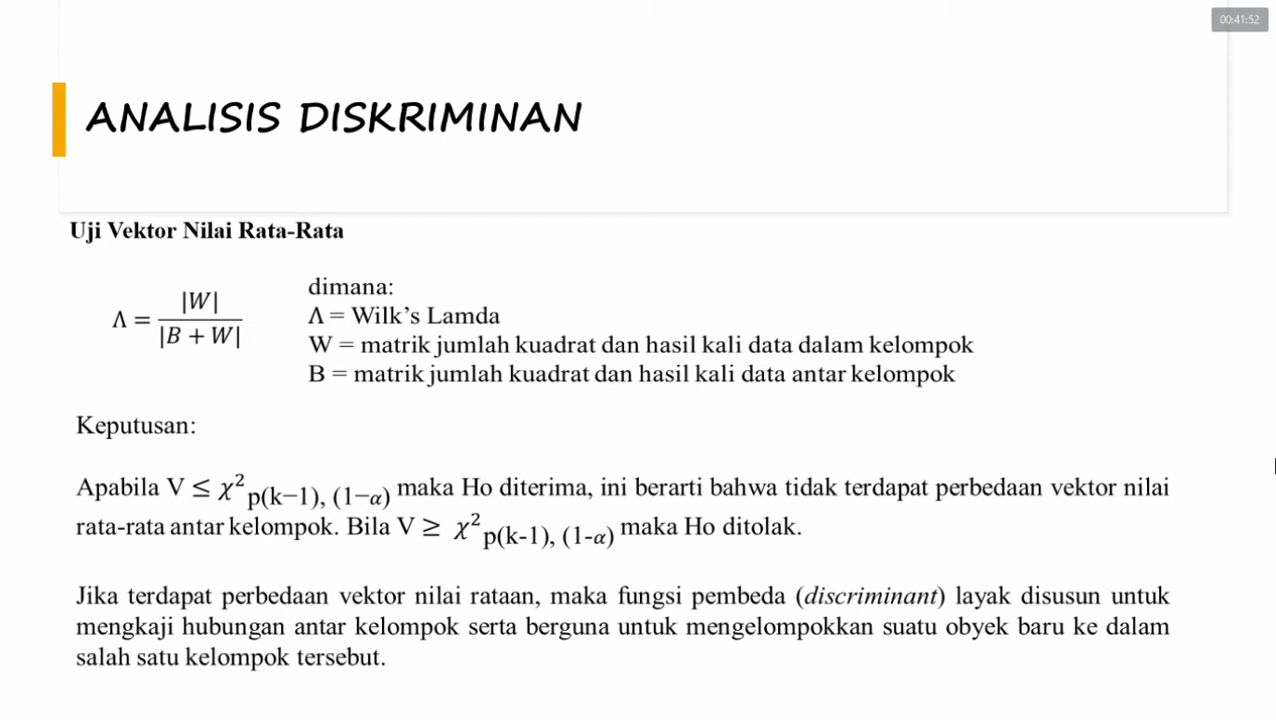 00:41:52
ANALISIS DISKRIMINAN
Uji Vektor Nilai Rata-Rata
Λ = |W| / |B + W|
dimana:
Λ = Wilk’s Lamda
W = matrik jumlah kuadrat dan hasil kali data dalam kelompok
B = matrik jumlah kuadrat dan hasil kali data antar kelompok
Keputusan:
Apabila V ≤ χ² p(k−1), (1−α) maka Ho diterima, ini berarti bahwa tidak terdapat perbedaan vektor nilai
rata-rata antar kelompok. Bila V ≥ χ² p(k-1), (1-α) maka Ho ditolak.
Jika terdapat perbedaan vektor nilai rataan, maka fungsi pembeda (discriminant) layak disusun untuk
mengkaji hubungan antar kelompok serta berguna untuk mengelompokkan suatu obyek baru ke dalam
salah satu kelompok tersebut.